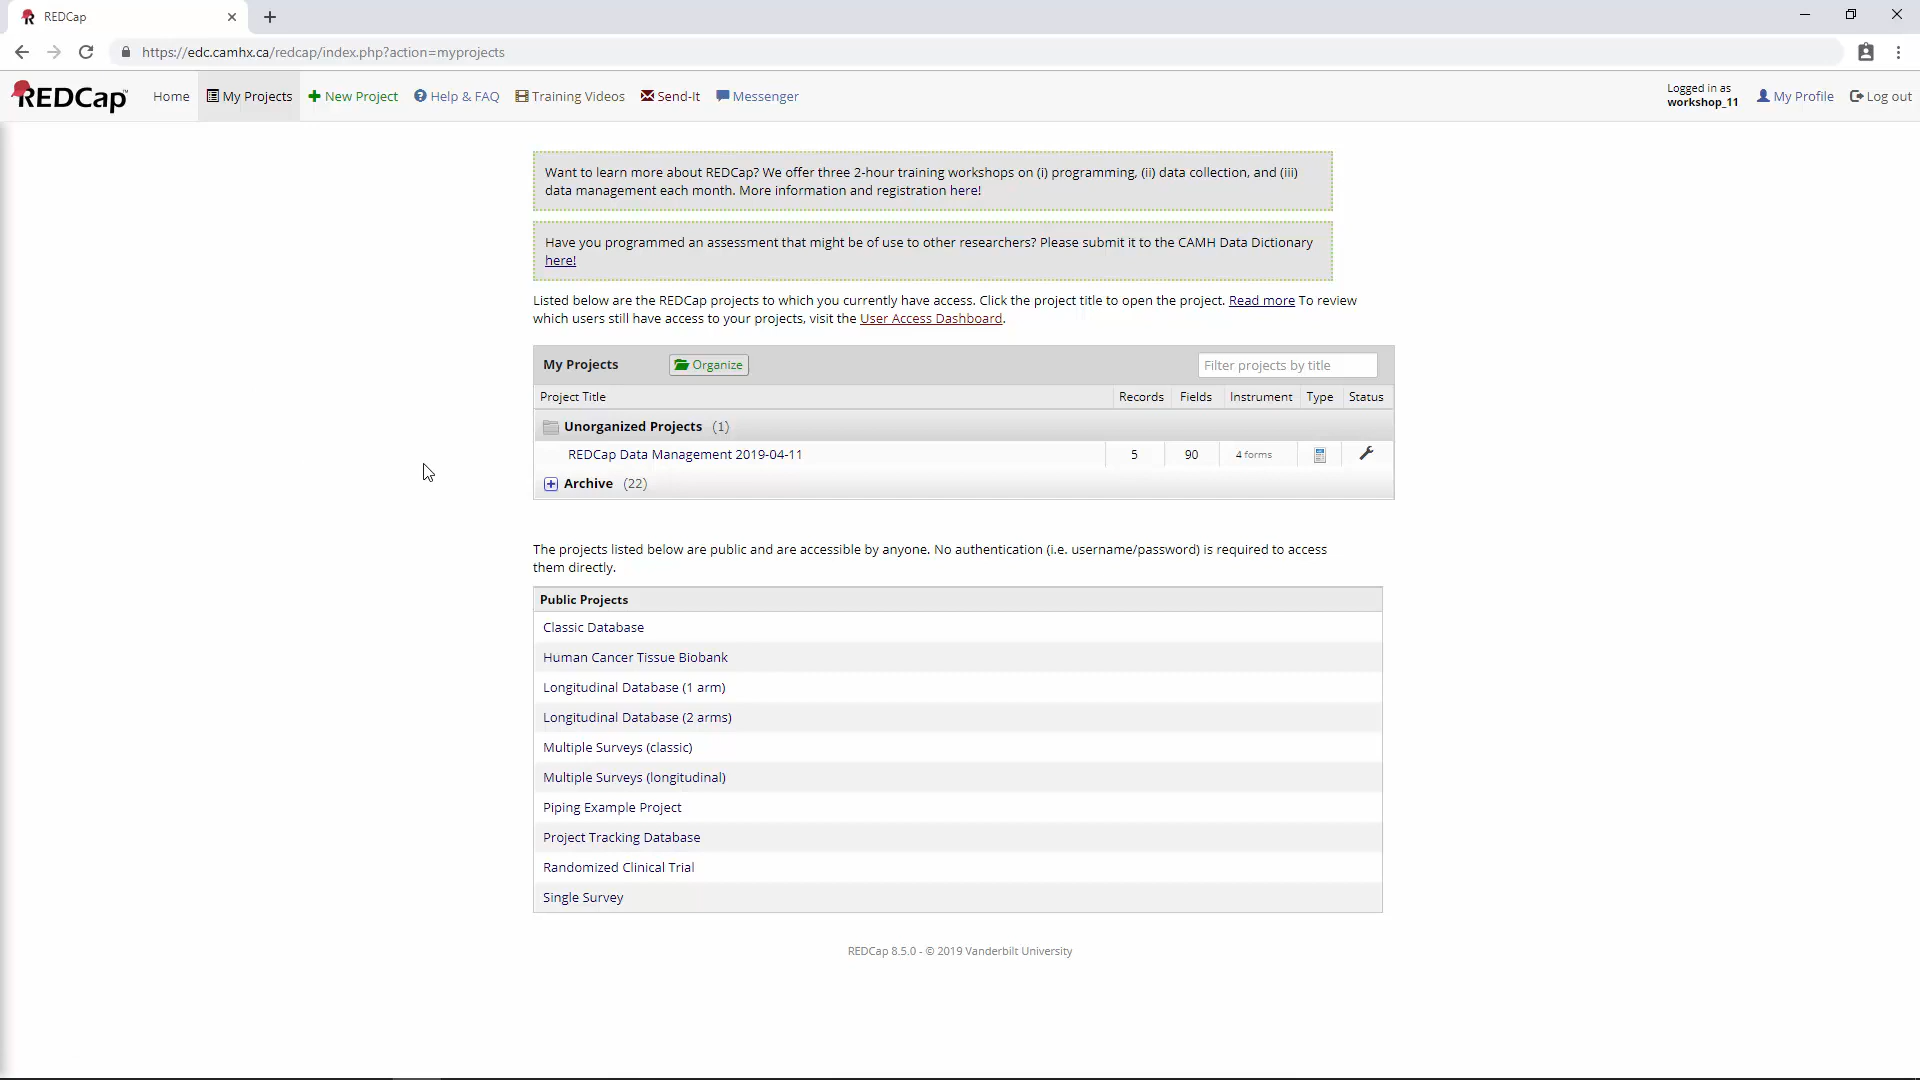 REDCap
https://edc.camhx.ca/redcap/index.php?action=myprojects
REDCap Home My Projects New Project Help & FAQ Training Videos Send-It Messenger
Logged in as
workshop_11
My Profile Log out
Want to learn more about REDCap? We offer three 2-hour training workshops on (i) programming, (ii) data collection, and (iii)
data management each month. More information and registration here!
Have you programmed an assessment that might be of use to other researchers? Please submit it to the CAMH Data Dictionary
here!
Listed below are the REDCap projects to which you currently have access. Click the project title to open the project. Read more To review
which users still have access to your projects, visit the User Access Dashboard.
My Projects Organize Filter projects by title
Project Title Records Fields Instrument Type Status
Unorganized Projects (1)
REDCap Data Management 2019-04-11 5 90 4 forms
Archive (22)
The projects listed below are public and are accessible by anyone. No authentication (i.e. username/password) is required to access
them directly.
Public Projects
Classic Database
Human Cancer Tissue Biobank
Longitudinal Database (1 arm)
Longitudinal Database (2 arms)
Multiple Surveys (classic)
Multiple Surveys (longitudinal)
Piping Example Project
Project Tracking Database
Randomized Clinical Trial
Single Survey
REDCap 8.5.0 - © 2019 Vanderbilt University